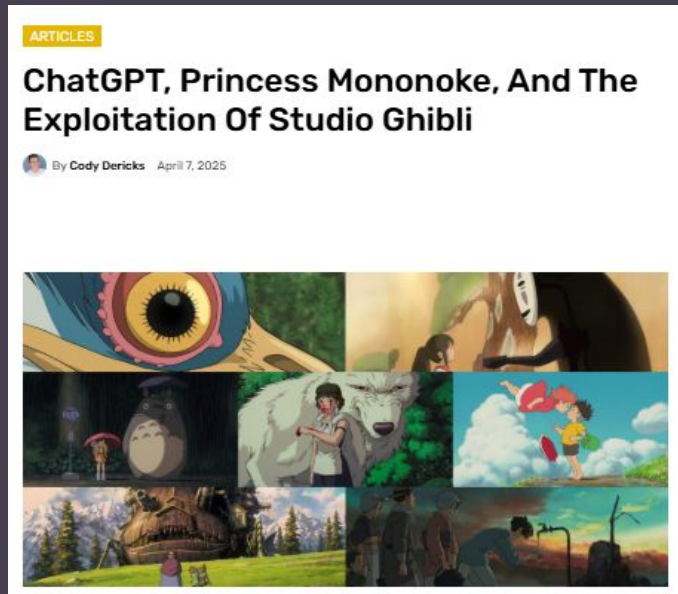 ARTICLES
ChatGPT, Princess Mononoke, And The
Exploitation Of Studio Ghibli
By Cody Dericks April 7, 2025